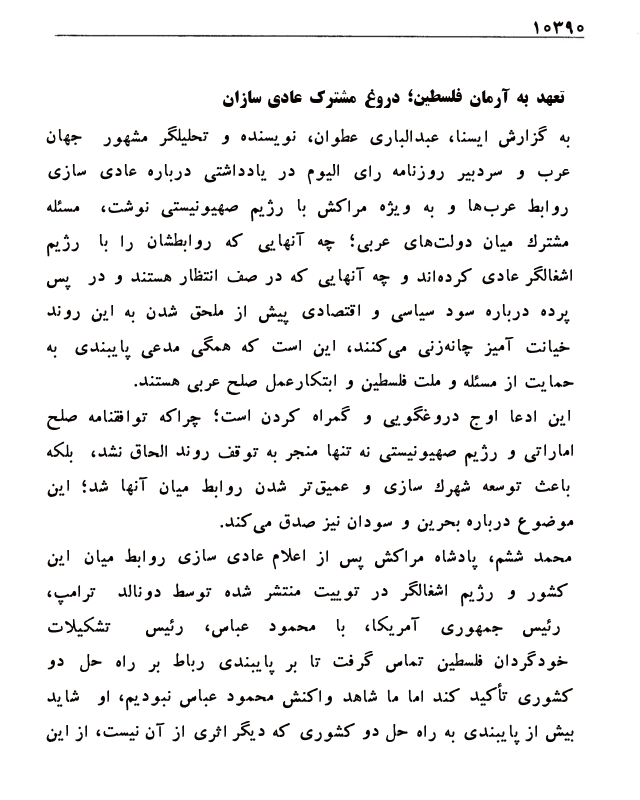 ۱۰۳۹۰
تعهد به آرمان فلسطین؛ دروغ مشترک عادی سازان
به گزارش ایسنا، عبدالباری عطوان، نویسنده و تحلیلگر مشهور جهان
عرب و سردبیر روزنامه رای الیوم در یادداشتی درباره عادی سازی
روابط عرب‌ها و به ویژه مراکش با رژیم صهیونیستی نوشت، مسئله
مشترك میان دولت‌های عربی؛ چه آنهایی که روابطشان را با رژیم
اشغالگر عادی کرده‌اند و چه آنهایی که در صف انتظار هستند و در پس
پرده درباره سود سیاسی و اقتصادی پیش از ملحق شدن به این روند
خیانت آمیز چانه‌زنی می‌کنند، این است که همگی مدعی پایبندی به
حمایت از مسئله و ملت فلسطین و ابتکارعمل صلح عربی هستند.
این ادعا اوج دروغگویی و گمراه کردن است؛ چراکه توافقنامه صلح
اماراتی و رژیم صهیونیستی نه تنها منجر به توقف روند الحاق نشد، بلکه
باعث توسعه شهرك سازی و عمیق‌تر شدن روابط میان آنها شد؛ این
موضوع درباره بحرین و سودان نیز صدق می‌کند.
محمد ششم، پادشاه مراکش پس از اعلام عادی سازی روابط میان این
کشور و رژیم اشغالگر در توییت منتشر شده توسط دونالد ترامپ،
رئیس جمهوری آمریکا، با محمود عباس، رئیس تشکیلات
خودگردان فلسطین تماس گرفت تا بر پایبندی رباط بر راه حل دو
کشوری تأکید کند اما ما شاهد واکنش محمود عباس نبودیم، او شاید
بیش از پایبندی به راه حل دو کشوری که دیگر اثری از آن نیست، از این